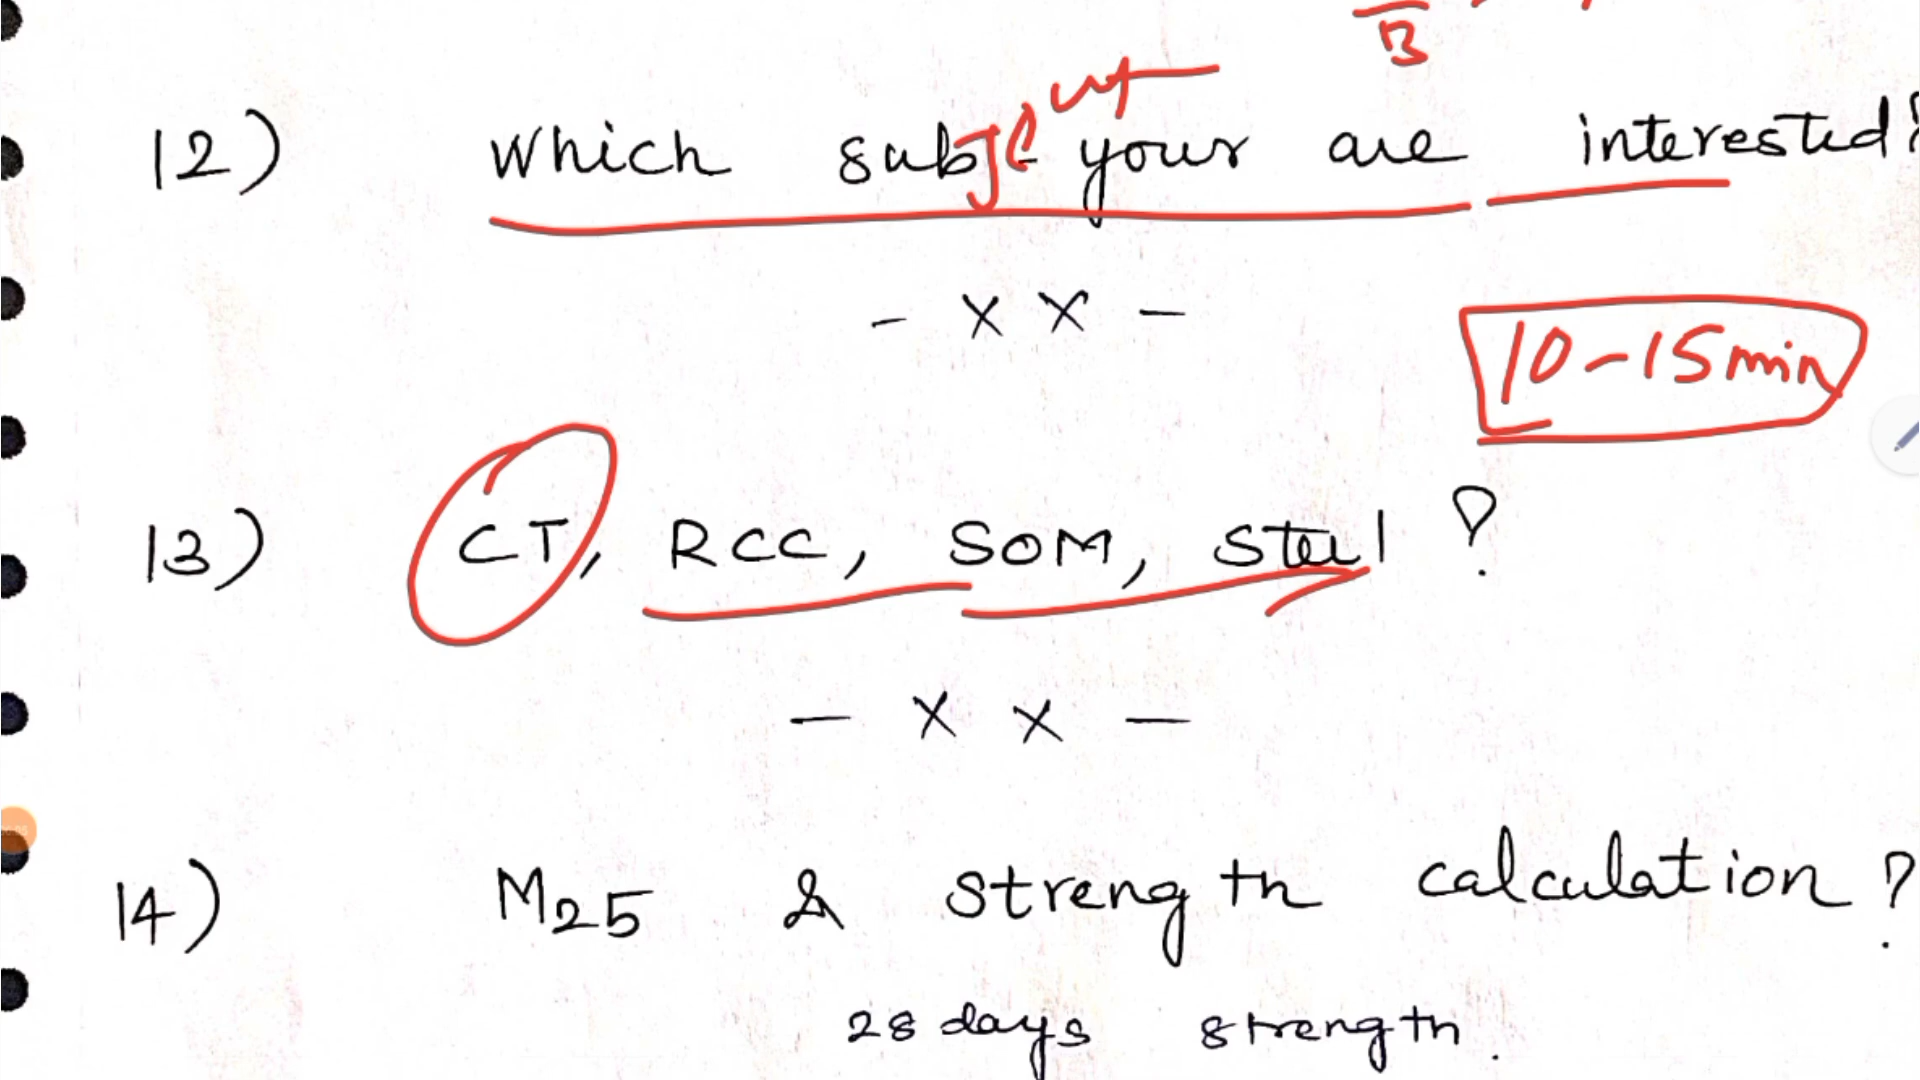 B
12) Which subject your are interested?
- X X -
10-15min
13) CT, RCC, SOM, Steel ?
- X X -
14) M25 & strength calculation ?
28 days strength.